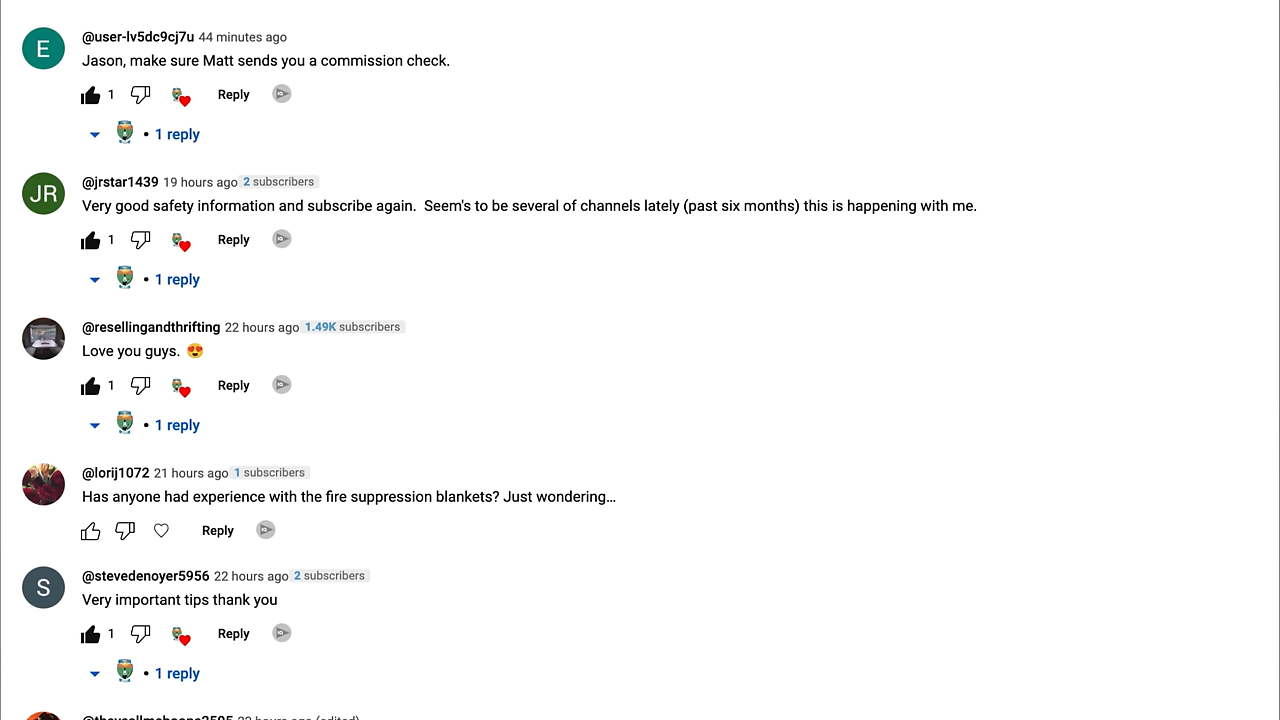 E
@user-lv5dc9cj7u 44 minutes ago
Jason, make sure Matt sends you a commission check.
1 Reply
• 1 reply
JR
@jrstar1439 19 hours ago 2 subscribers
Very good safety information and subscribe again.  Seem's to be several of channels lately (past six months) this is happening with me.
1 Reply
• 1 reply
@resellingandthrifting 22 hours ago 1.49K subscribers
Love you guys. 😍
1 Reply
• 1 reply
@lorij1072 21 hours ago 1 subscribers
Has anyone had experience with the fire suppression blankets? Just wondering...
Reply
S
@stevedenoyer5956 22 hours ago 2 subscribers
Very important tips thank you
1 Reply
• 1 reply
22 hours ago (edited)